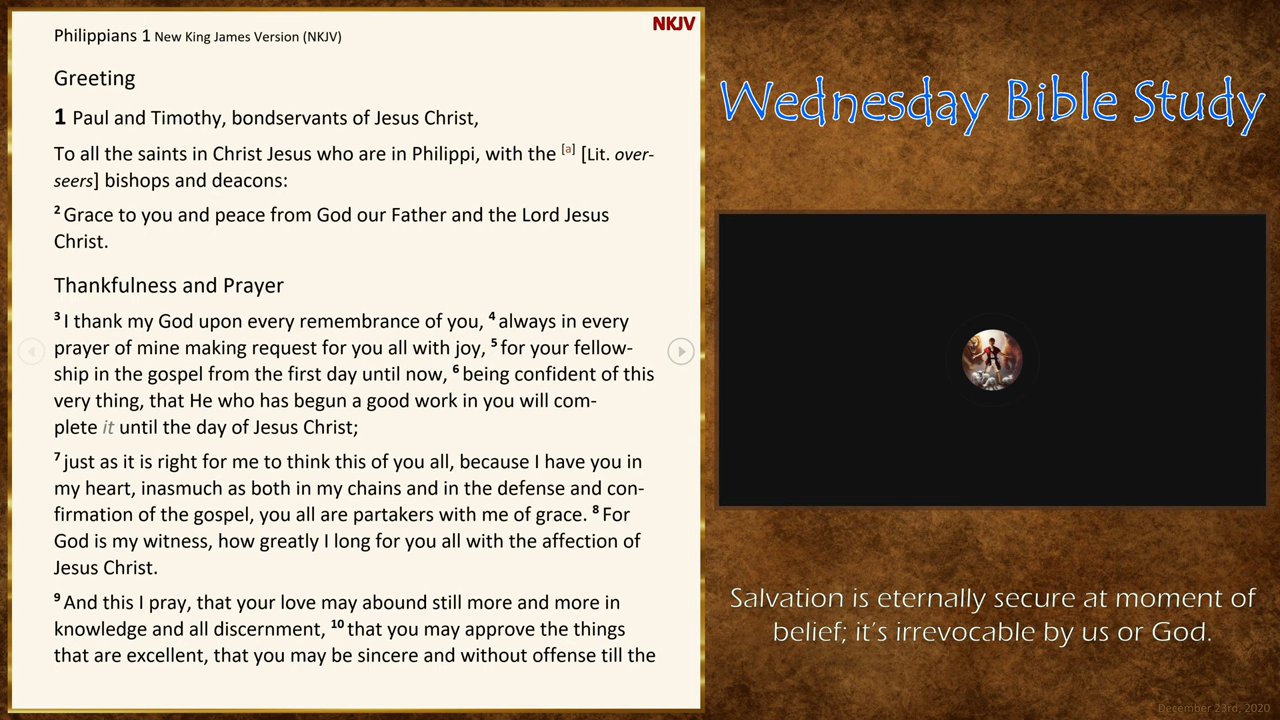 NKJV
Philippians 1 New King James Version (NKJV)
Greeting
1 Paul and Timothy, bondservants of Jesus Christ,
To all the saints in Christ Jesus who are in Philippi, with the [a] [Lit. over-
seers] bishops and deacons:
2 Grace to you and peace from God our Father and the Lord Jesus
Christ.
Thankfulness and Prayer
3 I thank my God upon every remembrance of you, 4 always in every
prayer of mine making request for you all with joy, 5 for your fellow-
ship in the gospel from the first day until now, 6 being confident of this
very thing, that He who has begun a good work in you will com-
plete it until the day of Jesus Christ;
7 just as it is right for me to think this of you all, because I have you in
my heart, inasmuch as both in my chains and in the defense and con-
firmation of the gospel, you all are partakers with me of grace. 8 For
God is my witness, how greatly I long for you all with the affection of
Jesus Christ.
9 And this I pray, that your love may abound still more and more in
knowledge and all discernment, 10 that you may approve the things
that are excellent, that you may be sincere and without offense till the
Wednesday Bible Study
Salvation is eternally secure at moment of
belief; it's irrevocable by us or God.
December 23rd, 2020